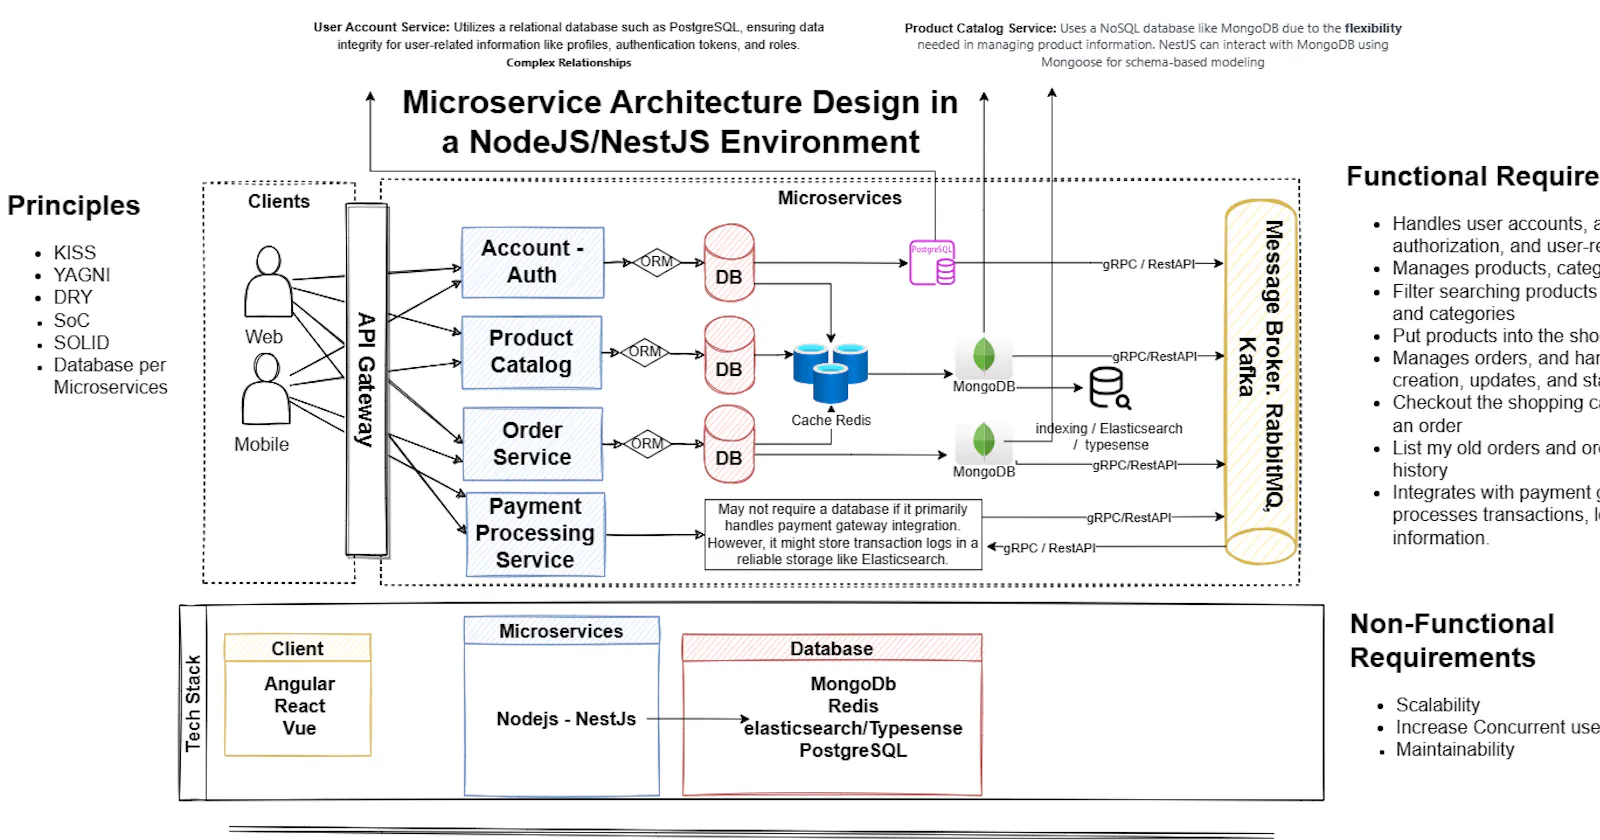 User Account Service: Utilizes a relational database such as PostgreSQL, ensuring data
integrity for user-related information like profiles, authentication tokens, and roles.
Complex Relationships
Product Catalog Service: Uses a NoSQL database like MongoDB due to the flexibility
needed in managing product information. NestJS can interact with MongoDB using
Mongoose for schema-based modeling
Microservice Architecture Design in
a NodeJS/NestJS Environment
Principles
KISS
YAGNI
DRY
SoC
SOLID
Database per
Microservices
Clients
Web
Mobile
API Gateway
Microservices
Account -
Auth
ORM
DB
PostgreSQL
gRPC / RestAPI
Product
Catalog
ORM
DB
Cache Redis
MongoDB
gRPC/RestAPI
indexing / Elasticsearch
/ typesense
Order
Service
ORM
DB
MongoDB
gRPC/RestAPI
Payment
Processing
Service
May not require a database if it primarily
handles payment gateway integration.
However, it might store transaction logs in a
reliable storage like Elasticsearch.
gRPC/RestAPI
gRPC / RestAPI
Message Broker. RabbitMQ,
Kafka
Functional Require
Handles user accounts, a
authorization, and user-re
Manages products, categ
Filter searching products
and categories
Put products into the sho
Manages orders, and har
creation, updates, and sta
Checkout the shopping ca
an order
List my old orders and or
history
Integrates with payment g
processes transactions, l
information.
Tech Stack
Client
Angular
React
Vue
Microservices
Nodejs - NestJs
Database
MongoDb
Redis
elasticsearch/Typesense
PostgreSQL
Non-Functional
Requirements
Scalability
Increase Concurrent use
Maintainability